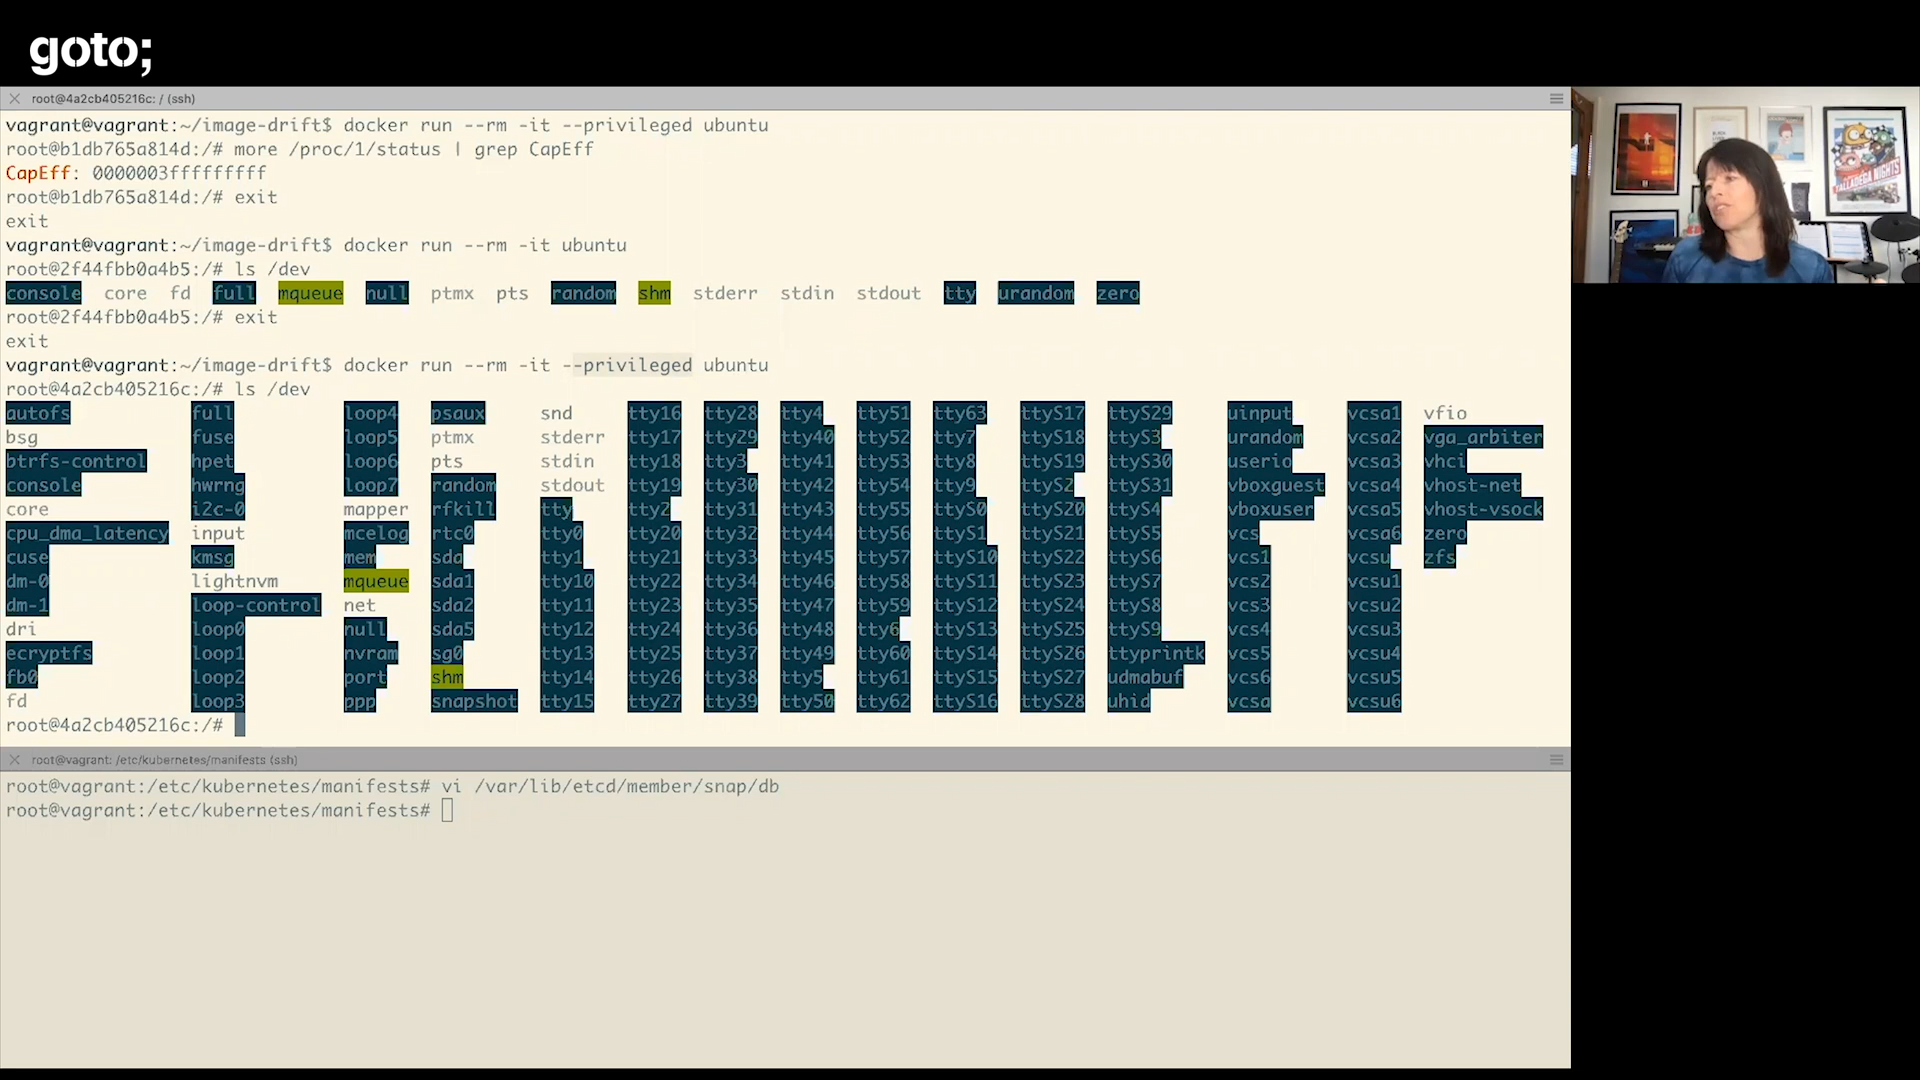 goto;
root@4a2cb405216c: / (ssh)
vagrant@vagrant:~/image-drift$ docker run --rm -it --privileged ubuntu
root@b1db765a814d:/# more /proc/1/status | grep CapEff
CapEff: 0000003fffffffff
root@b1db765a814d:/# exit
exit
vagrant@vagrant:~/image-drift$ docker run --rm -it ubuntu
root@2f44fbb0a4b5:/# ls /dev
console core fd full mqueue null ptmx pts random shm stderr stdin stdout tty urandom zero
root@2f44fbb0a4b5:/# exit
exit
vagrant@vagrant:~/image-drift$ docker run --rm -it --privileged ubuntu
root@4a2cb405216c:/# ls /dev
autofs full loop4 psaux snd tty16 tty28 tty4 tty51 tty63 ttyS17 ttyS29 uinput vcsa1 vfio
bsg fuse loop5 ptmx stderr tty17 tty29 tty40 tty52 tty7 ttyS18 ttyS3 urandom vcsa2 vga_arbiter
btrfs-control hpet loop6 pts stdin tty18 tty3 tty41 tty53 tty8 ttyS19 ttyS30 userio vcsa3 vhci
console hwrng loop7 random stdout tty19 tty30 tty42 tty54 tty9 ttyS2 ttyS31 vboxguest vcsa4 vhost-net
core i2c-0 mapper rfkill tty tty2 tty31 tty43 tty55 ttyS0 ttyS20 ttyS4 vboxuser vcsa5 vhost-vsock
cpu_dma_latency input mcelog rtc0 tty0 tty20 tty32 tty44 tty56 ttyS1 ttyS21 ttyS5 vcs vcsa6 zero
cuse kmsg mem sda tty1 tty21 tty33 tty45 tty57 ttyS10 ttyS22 ttyS6 vcs1 vcsu zfs
dm-0 lightnvm mqueue sda1 tty10 tty22 tty34 tty46 tty58 ttyS11 ttyS23 ttyS7 vcs2 vcsu1
dm-1 loop-control net sda2 tty11 tty23 tty35 tty47 tty59 ttyS12 ttyS24 ttyS8 vcs3 vcsu2
dri loop0 null sda5 tty12 tty24 tty36 tty48 tty6 ttyS13 ttyS25 ttyS9 vcs4 vcsu3
ecryptfs loop1 nvram sg0 tty13 tty25 tty37 tty49 tty60 ttyS14 ttyS26 ttyprintk vcs5 vcsu4
fb0 loop2 port shm tty14 tty26 tty38 tty5 tty61 ttyS15 ttyS27 udmabuf vcs6 vcsu5
fd loop3 ppp snapshot tty15 tty27 tty39 tty50 tty62 ttyS16 ttyS28 uhid vcsa vcsu6
root@4a2cb405216c:/#
root@vagrant: /etc/kubernetes/manifests (ssh)
root@vagrant:/etc/kubernetes/manifests# vi /var/lib/etcd/member/snap/db
root@vagrant:/etc/kubernetes/manifests#
TALLADEGA NIGHTS